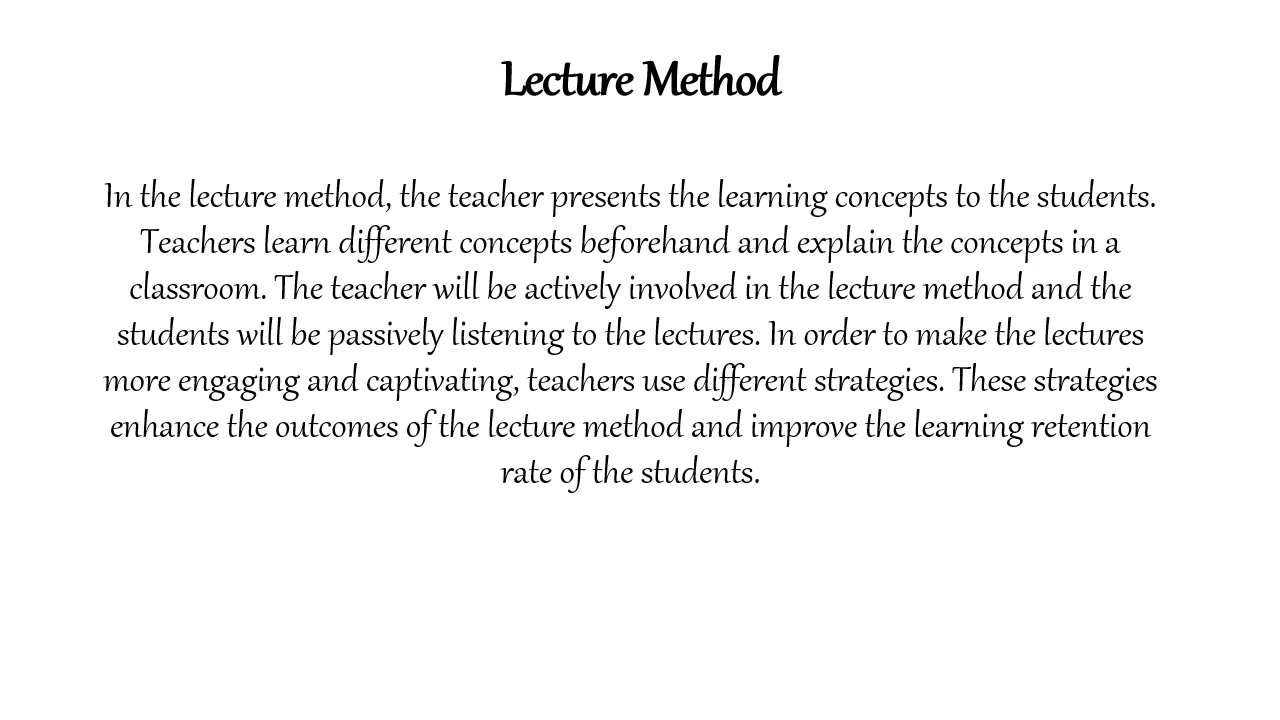 Lecture Method
In the lecture method, the teacher presents the learning concepts to the students.
Teachers learn different concepts beforehand and explain the concepts in a
classroom. The teacher will be actively involved in the lecture method and the
students will be passively listening to the lectures. In order to make the lectures
more engaging and captivating, teachers use different strategies. These strategies
enhance the outcomes of the lecture method and improve the learning retention
rate of the students.